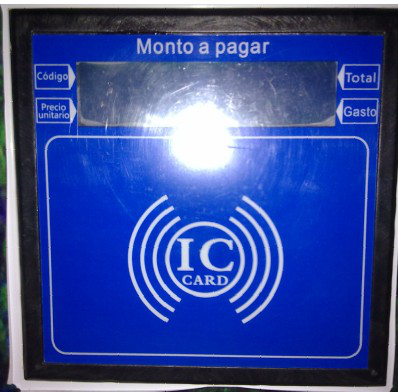 Monto a pagar
Código
Total
Precio
unitario
Gasto
IC
CARD